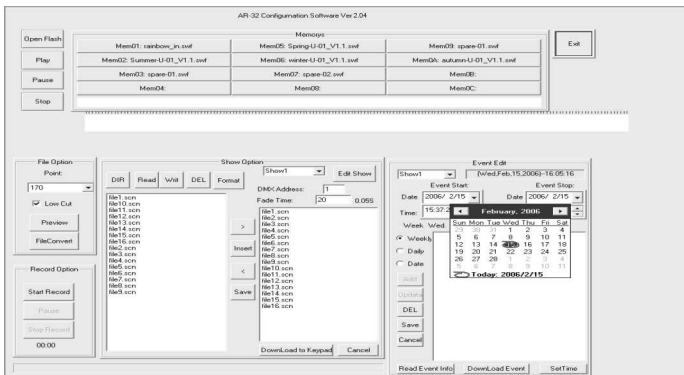 AR-32 Configurnation Software Ver 2.04
Open Flash
Play
Pause
Stop
Memorys
Mem01: rainbow_in.swf
Mem05: Spring-U-01_V1.1.swf
Mem09: spare-01.swf
Mem02: Summer-U-01_V1.1.swf
Mem06: winter-U-01_V1.1.swf
Mem0A: autumn-U-01_V1.1.swf
Mem03: spare-01.swf
Mem07: spare-02.swf
Mem0B:
Mem04:
Mem08:
Mem0C:
Exit
File Option
Point:
170
Low Cut
Preview
FileConvert
Record Option
Start Record
Pause
Stop Record
00:00
Show Option
DIR
Read
Writ
DEL
Format
Show1
Edit Show
DMX Address:
1
Fade Time:
20
0.05S
file1.scn
file10.scn
file11.scn
file12.scn
file13.scn
file14.scn
file15.scn
file16.scn
file2.scn
file3.scn
file4.scn
file5.scn
file6.scn
file7.scn
file8.scn
file9.scn
>
Insert
<
Save
file1.scn
file2.scn
file3.scn
file4.scn
file5.scn
file6.scn
file7.scn
file8.scn
file9.scn
file10.scn
file11.scn
file12.scn
file13.scn
file14.scn
file15.scn
file16.scn
DownLoad to Keypad
Cancel
Event Edit
Show1
(Wed,Feb,15,2006)-16:05:16
Event Start:
Event Stop:
Date
2006/ 2/15
Date
2006/ 2/15
Time:
15:37:2
Week
Wed
Weekly
Daily
Date
February, 2006
Sun Mon Tue Wed Thu Fri Sat
29 30 31 1 2 3 4
5 6 7 8 9 10 11
12 13 14 15 16 17 18
19 20 21 22 23 24 25
26 27 28 1 2 3 4
5 6 7 8 9 10 11
Today: 2006/2/15
Add
Update
DEL
Save
Cancel
Read Event Info
DownLoad Event
SetTime